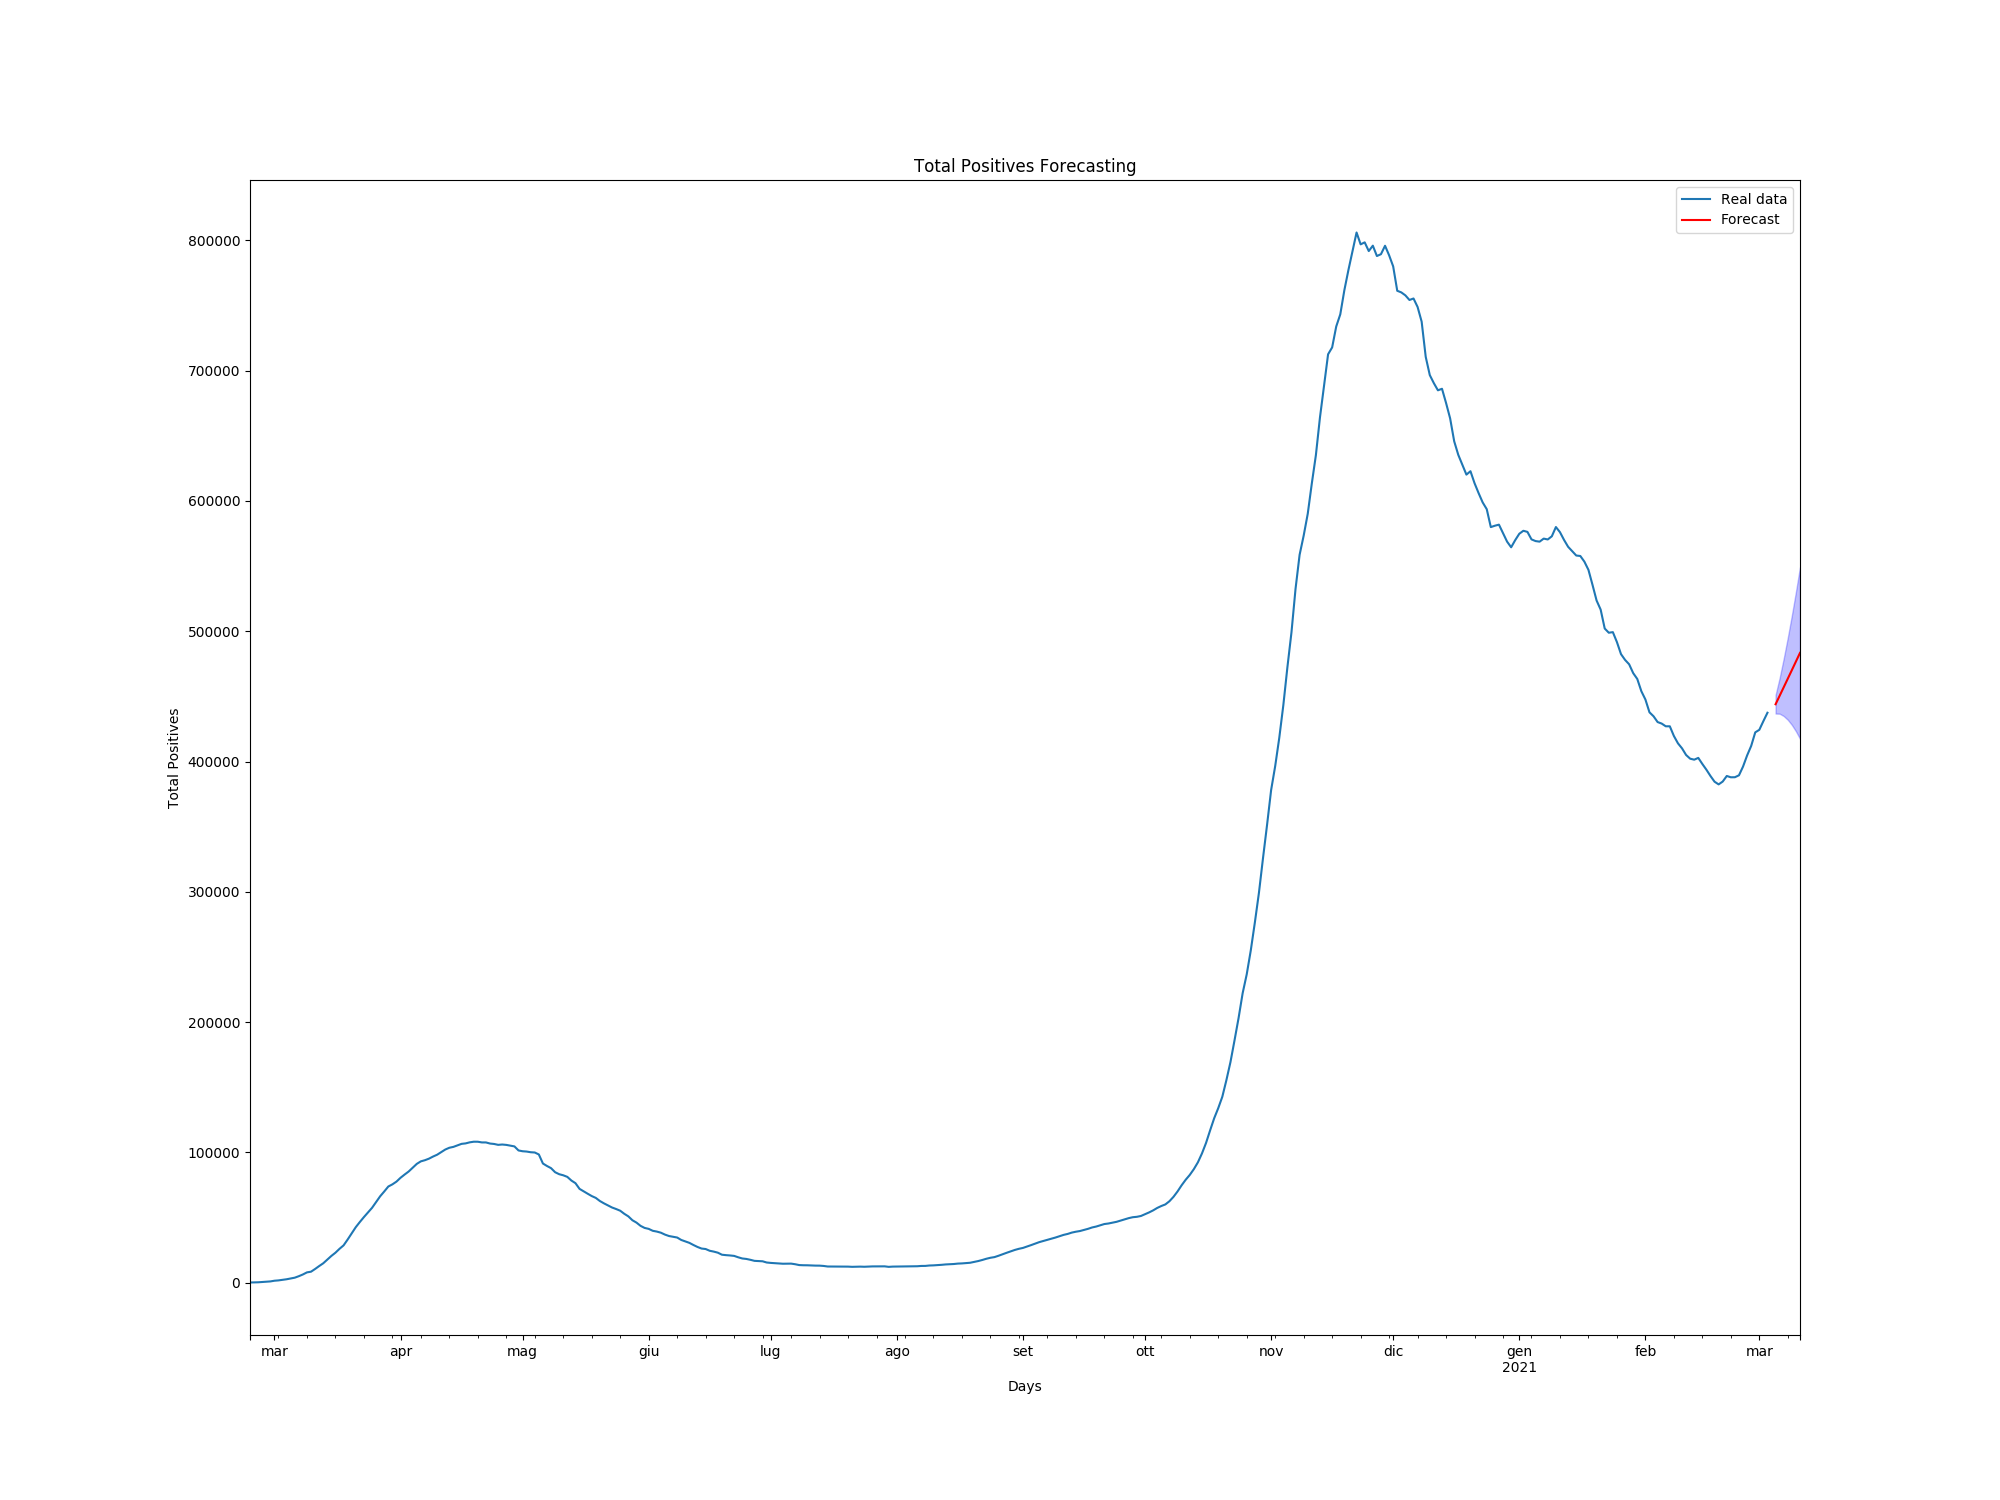 Total Positives Forecasting
Real data
Forecast
800000
700000
600000
500000
400000
300000
200000
100000
0
Total Positives
mar apr mag giu lug ago set ott nov dic gen feb mar
2021
Days